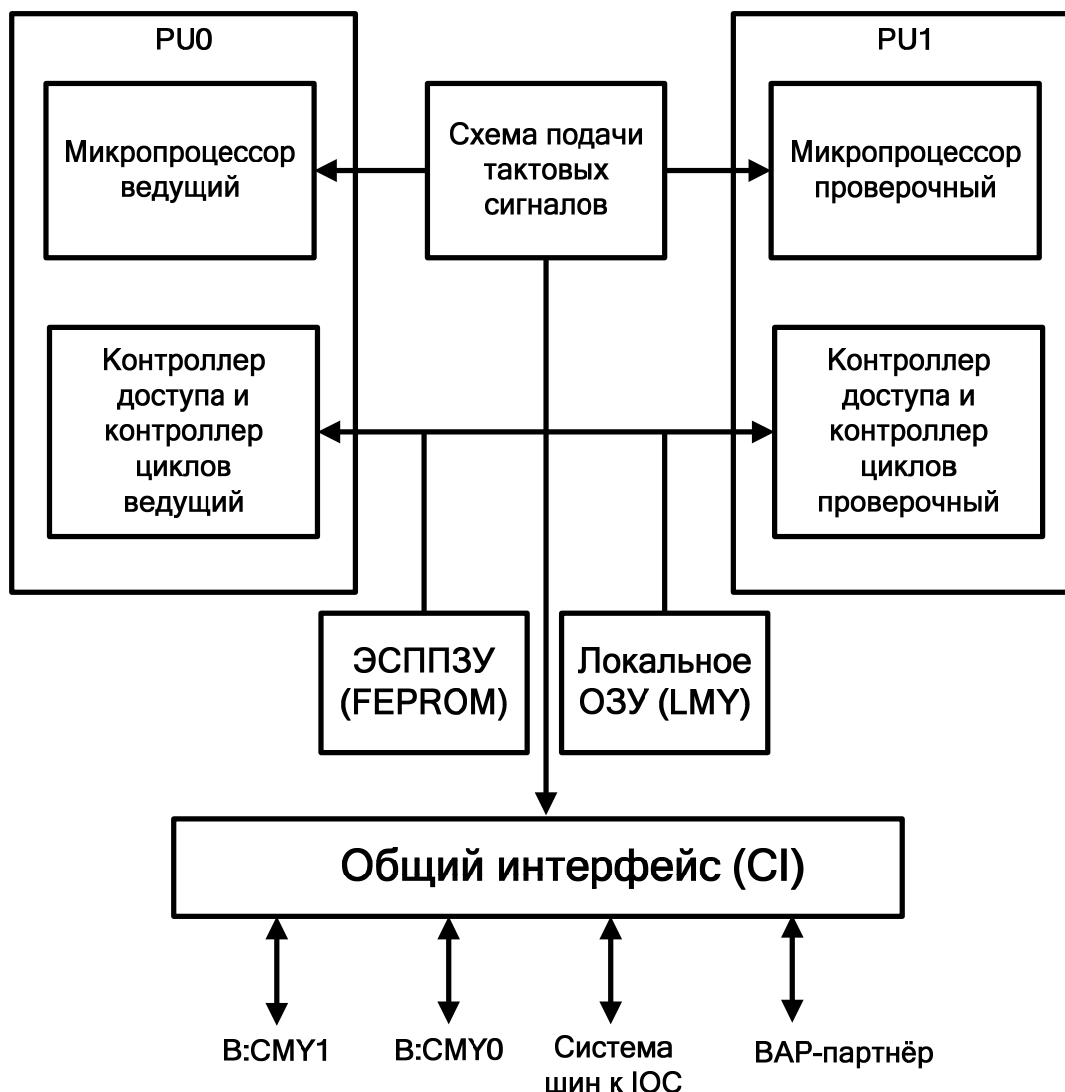 PU0
Микропроцессор
ведущий
Схема подачи
тактовых
сигналов
PU1
Микропроцессор
проверочный
Контроллер
доступа и
контроллер
циклов
ведущий
Контроллер
доступа и
контроллер
циклов
проверочный
ЭСППЗУ
(FEPROM)
Локальное
ОЗУ (LMY)
Общий интерфейс (CI)
B:CMY1
B:CMY0
Система
шин к IOC
BAP-партнёр